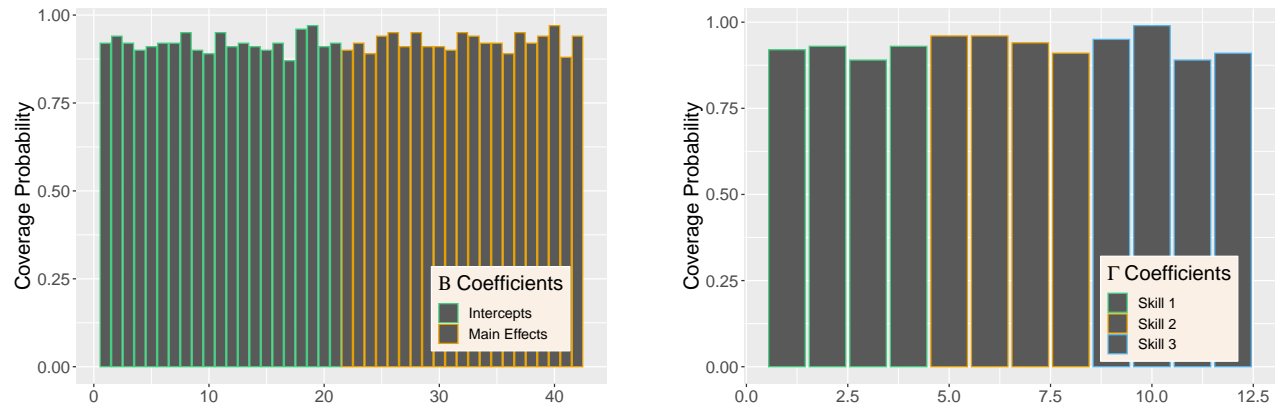 1.00
0.75
0.50
0.25
0.00
Coverage Probability
0
10
20
30
40
B Coefficients
Intercepts
Main Effects
1.00
0.75
0.50
0.25
0.00
Coverage Probability
0.0
2.5
5.0
7.5
10.0
12.5
Γ Coefficients
Skill 1
Skill 2
Skill 3